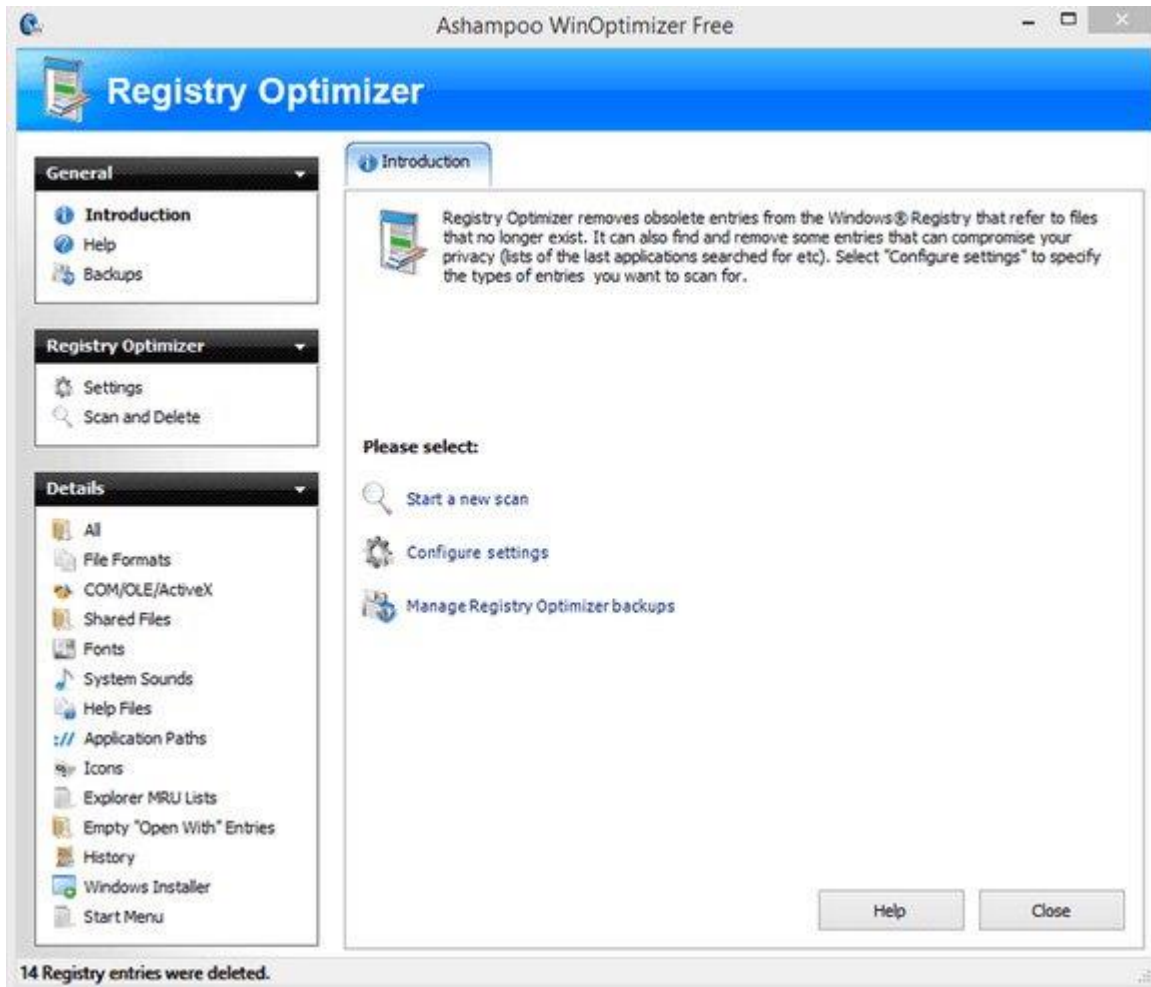 Ashampoo WinOptimizer Free
Registry Optimizer
General
Introduction
Help
Backups
Registry Optimizer
Settings
Scan and Delete
Details
All
File Formats
COM/OLE/ActiveX
Shared Files
Fonts
System Sounds
Help Files
:// Application Paths
Icons
Explorer MRU Lists
Empty "Open With" Entries
History
Windows Installer
Start Menu
Introduction
Registry Optimizer removes obsolete entries from the Windows® Registry that refer to files
that no longer exist. It can also find and remove some entries that can compromise your
privacy (lists of the last applications searched for etc). Select "Configure settings" to specify
the types of entries you want to scan for.
Please select:
Start a new scan
Configure settings
Manage Registry Optimizer backups
Help
Close
14 Registry entries were deleted.